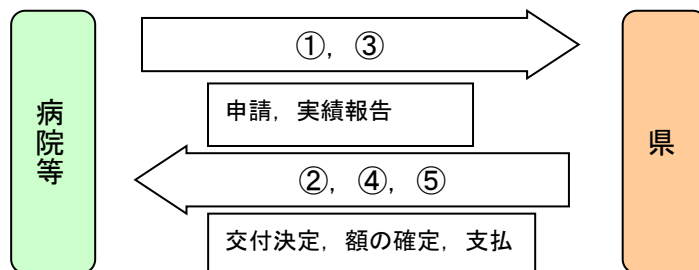 病院等
①，③
申請，実績報告
②，④，⑤
交付決定，額の確定，支払
県